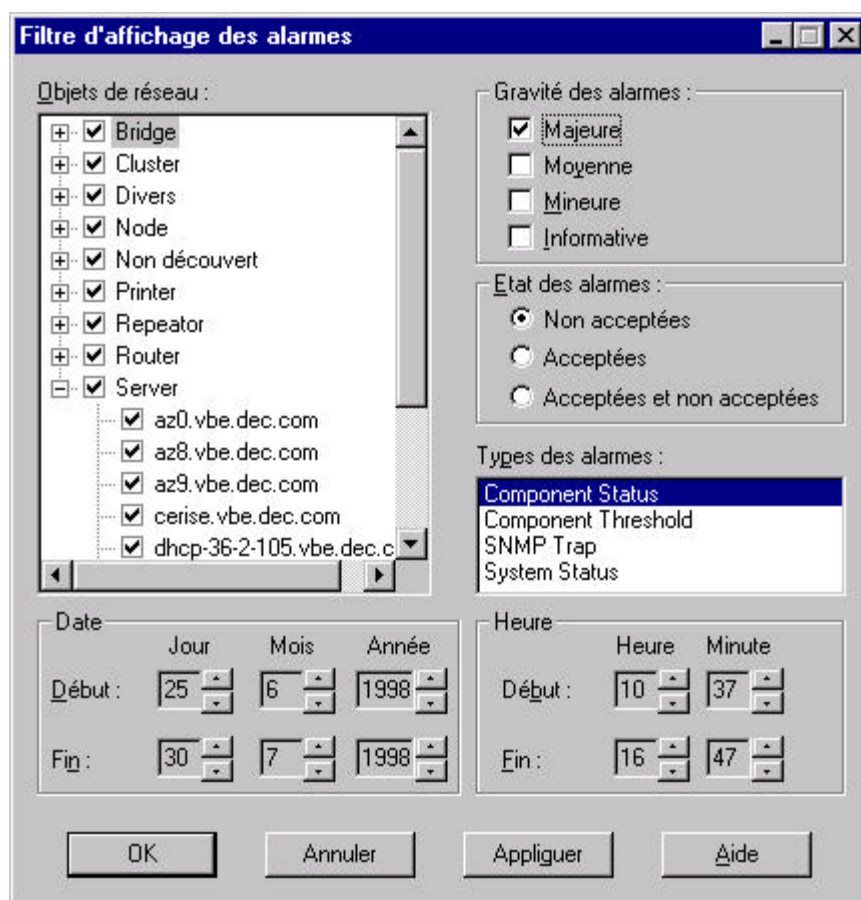 Filtre d'affichage des alarmes
Objets de réseau :
Bridge
Cluster
Divers
Node
Non découvert
Printer
Repeator
Router
Server
az0.vbe.dec.com
az8.vbe.dec.com
az9.vbe.dec.com
cerise.vbe.dec.com
dhcp-36-2-105.vbe.dec.c
Gravité des alarmes :
Majeure
Moyenne
Mineure
Informative
Etat des alarmes :
Non acceptées
Acceptées
Acceptées et non acceptées
Types des alarmes :
Component Status
Component Threshold
SNMP Trap
System Status
Date
Jour Mois Année
Début : 25 6 1998
Fin : 30 7 1998
Heure
Heure Minute
Début : 10 37
Fin : 16 47
OK Annuler Appliquer Aide